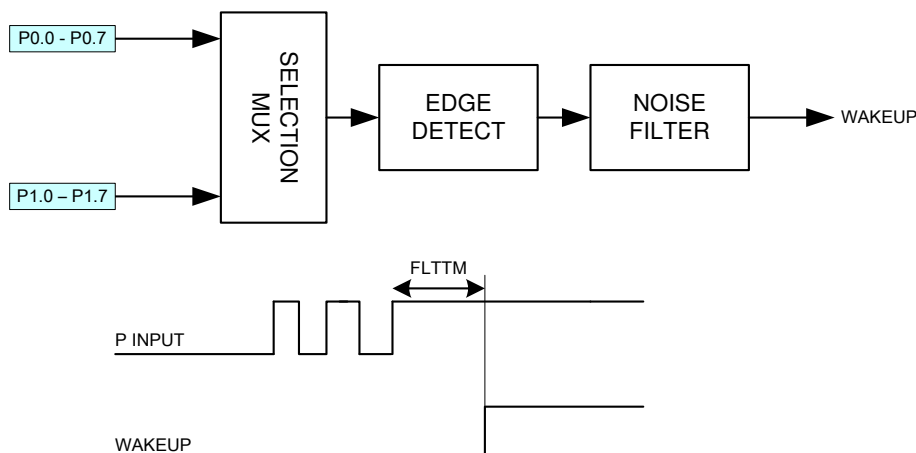 P0.0 - P0.7
SELECTION
MUX
EDGE
DETECT
NOISE
FILTER
WAKEUP
P1.0 – P1.7
FLTTM
P INPUT
WAKEUP